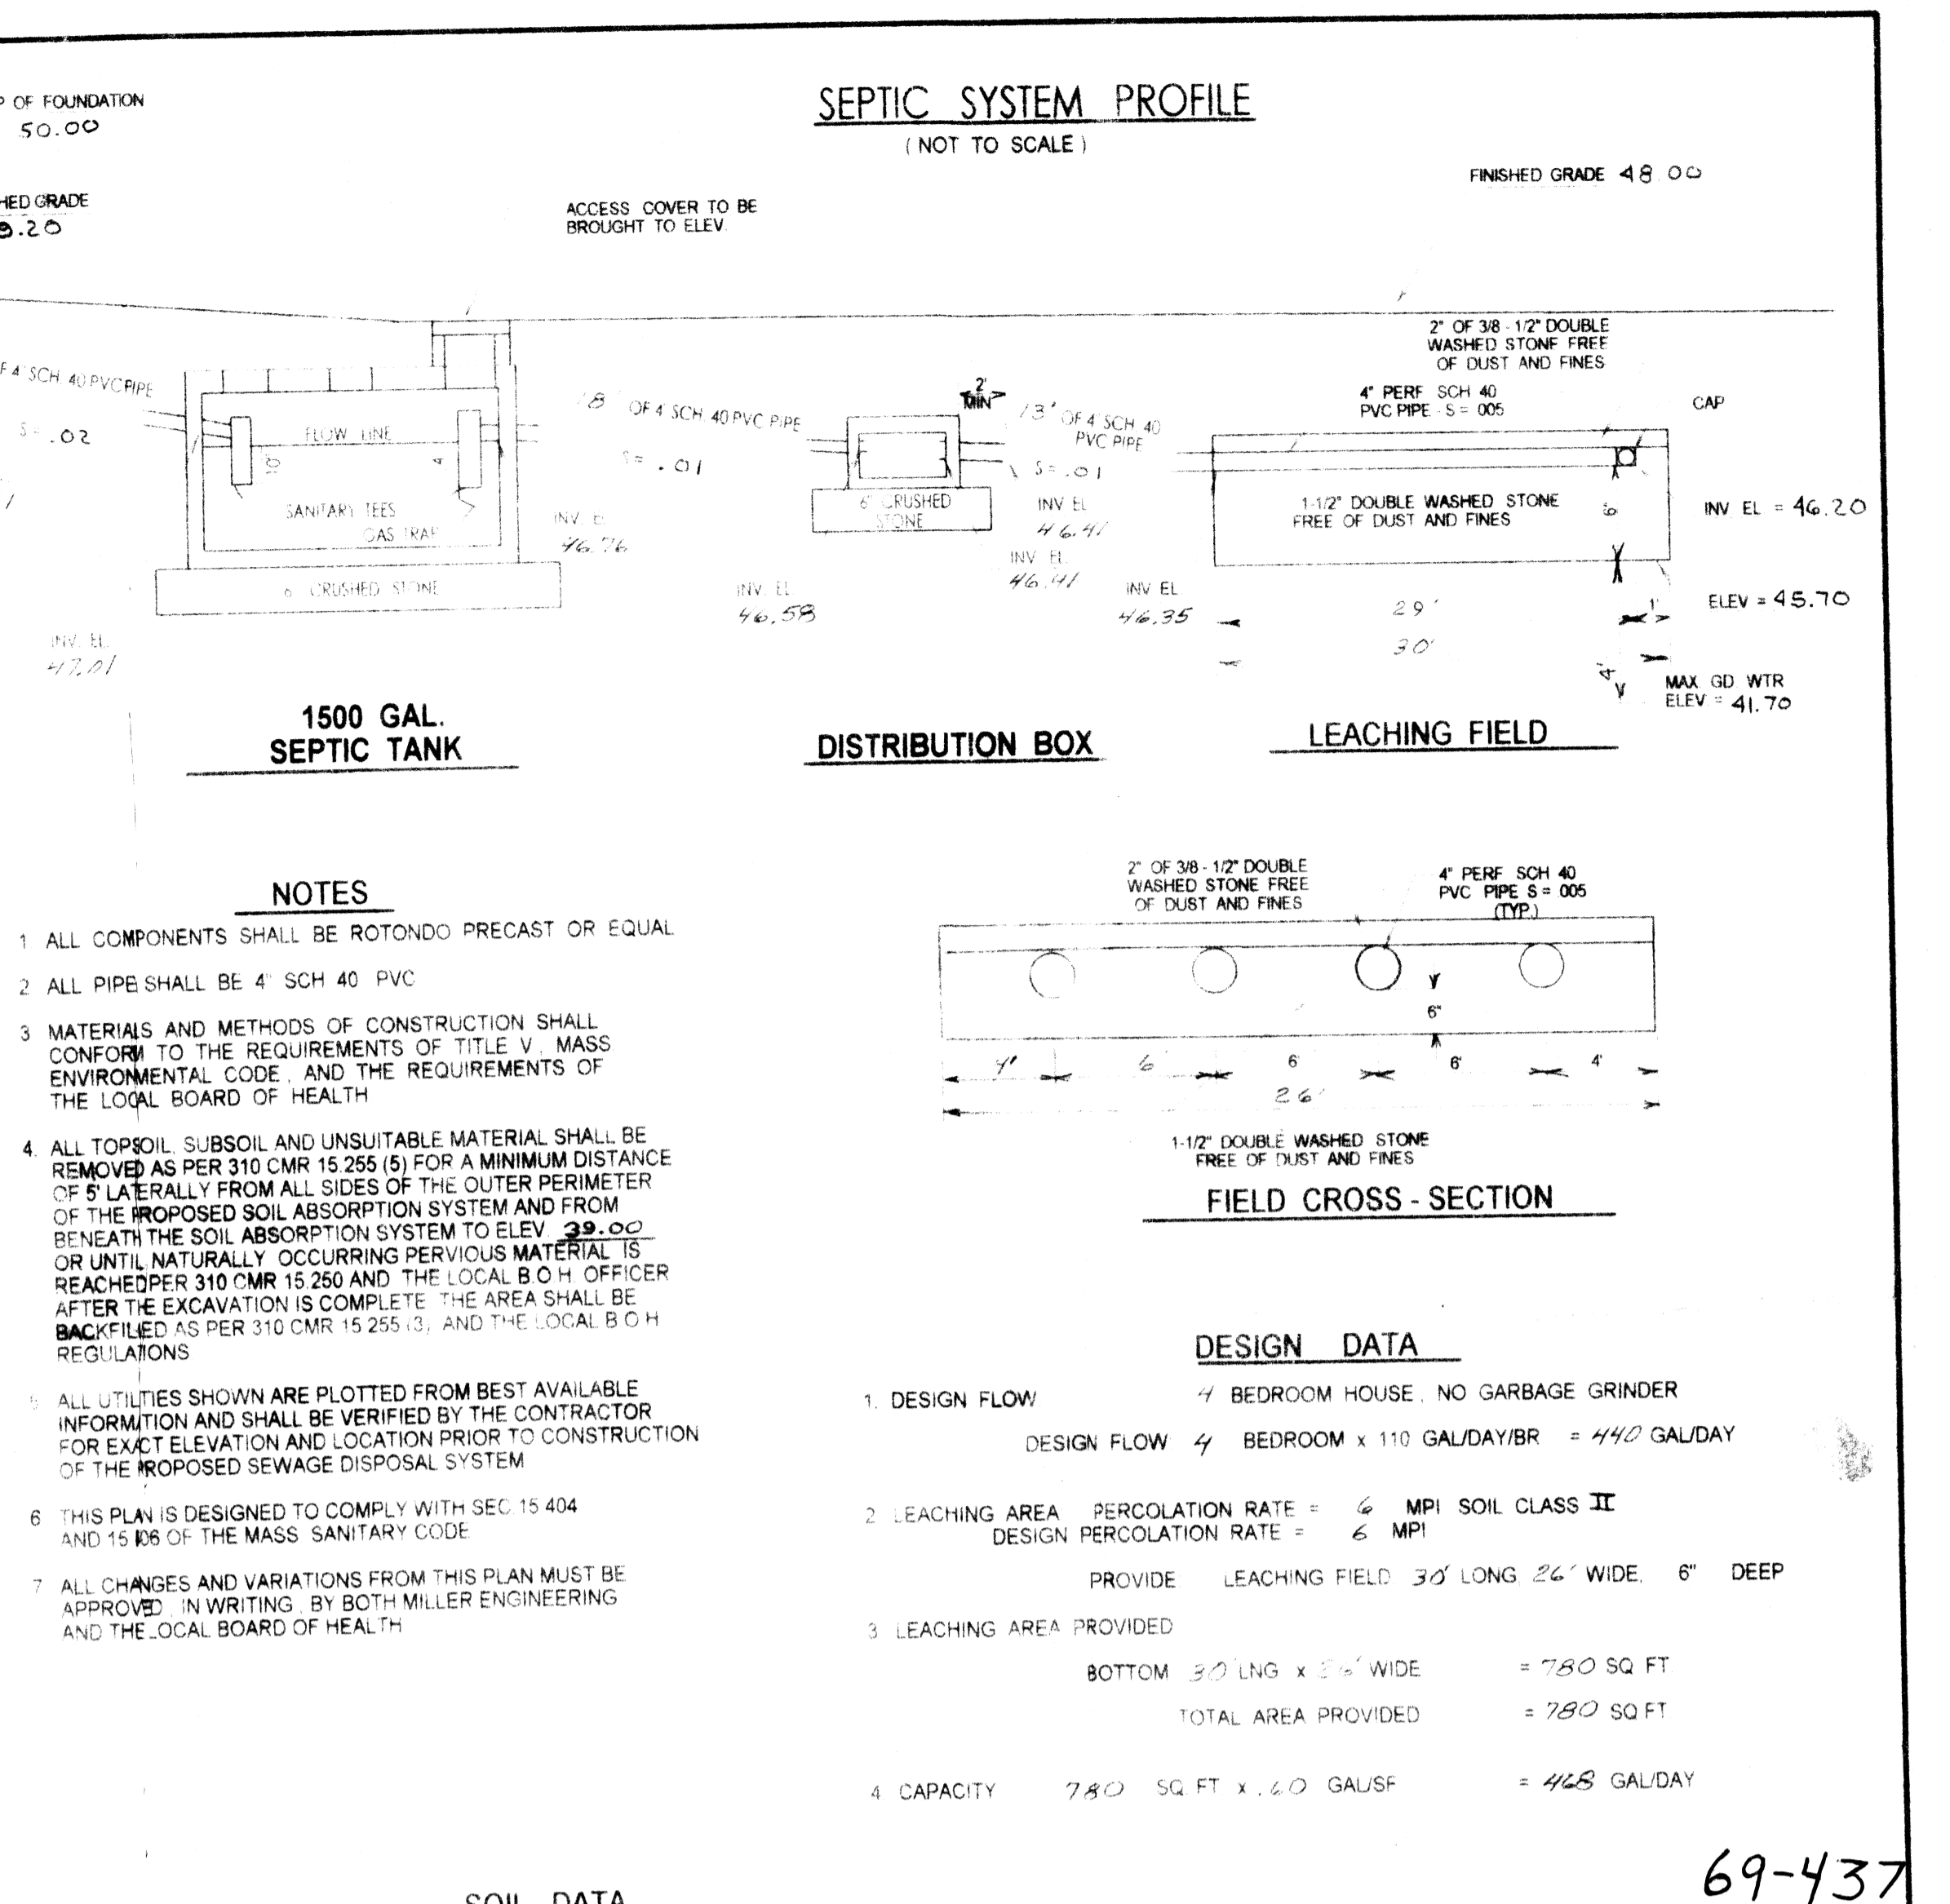 SEPTIC SYSTEM PROFILE
( NOT TO SCALE )
OF FOUNDATION
50.00
HED GRADE
.20
ACCESS COVER TO BE
BROUGHT TO ELEV.
FINISHED GRADE 48.00
2" OF 3/8 - 1/2" DOUBLE
WASHED STONE FREE
OF DUST AND FINES
4" PERF SCH 40
PVC PIPE - S = 005
CAP
F 4" SCH. 40 PVC PIPE
S = .02
FLOW LINE
10"
4
SANITARY TEES
GAS TRAP
6" CRUSHED STONE
INV. EL.
47.01
INV. EL.
46.76
18' OF 4" SCH. 40 PVC PIPE
S = .01
INV. EL.
46.58
2'
MIN
6" CRUSHED
STONE
13' OF 4" SCH 40
PVC PIPE
S = .01
INV EL
46.41
INV EL.
46.41
INV EL
46.35
1-1/2" DOUBLE WASHED STONE
FREE OF DUST AND FINES
6"
INV EL = 46.20
29'
1'
ELEV = 45.70
30'
4'
MAX. GD. WTR
ELEV = 41.70
1500 GAL.
SEPTIC TANK
DISTRIBUTION BOX
LEACHING FIELD
NOTES
1 ALL COMPONENTS SHALL BE ROTONDO PRECAST OR EQUAL
2 ALL PIPE SHALL BE 4" SCH 40 PVC
3 MATERIALS AND METHODS OF CONSTRUCTION SHALL
CONFORM TO THE REQUIREMENTS OF TITLE V, MASS
ENVIRONMENTAL CODE, AND THE REQUIREMENTS OF
THE LOCAL BOARD OF HEALTH
4. ALL TOPSOIL, SUBSOIL AND UNSUITABLE MATERIAL SHALL BE
REMOVED AS PER 310 CMR 15.255 (5) FOR A MINIMUM DISTANCE
OF 5' LATERALLY FROM ALL SIDES OF THE OUTER PERIMETER
OF THE PROPOSED SOIL ABSORPTION SYSTEM AND FROM
BENEATH THE SOIL ABSORPTION SYSTEM TO ELEV. 39.00
OR UNTIL NATURALLY OCCURRING PERVIOUS MATERIAL IS
REACHED PER 310 CMR 15.250 AND THE LOCAL B.O.H. OFFICER
AFTER THE EXCAVATION IS COMPLETE THE AREA SHALL BE
BACKFILLED AS PER 310 CMR 15 255 (3) AND THE LOCAL B O H
REGULATIONS
5 ALL UTILITIES SHOWN ARE PLOTTED FROM BEST AVAILABLE
INFORMATION AND SHALL BE VERIFIED BY THE CONTRACTOR
FOR EXACT ELEVATION AND LOCATION PRIOR TO CONSTRUCTION
OF THE PROPOSED SEWAGE DISPOSAL SYSTEM
6 THIS PLAN IS DESIGNED TO COMPLY WITH SEC. 15 404
AND 15 OF THE MASS SANITARY CODE
7 ALL CHANGES AND VARIATIONS FROM THIS PLAN MUST BE
APPROVED, IN WRITING, BY BOTH MILLER ENGINEERING
AND THE LOCAL BOARD OF HEALTH
2" OF 3/8 - 1/2" DOUBLE
WASHED STONE FREE
OF DUST AND FINES
4" PERF SCH 40
PVC PIPE S = 005
(TYP.)
6"
4' 6' 6' 6' 4'
26'
1-1/2" DOUBLE WASHED STONE
FREE OF DUST AND FINES
FIELD CROSS - SECTION
DESIGN DATA
1. DESIGN FLOW 4 BEDROOM HOUSE, NO GARBAGE GRINDER
DESIGN FLOW 4 BEDROOM x 110 GAL/DAY/BR = 440 GAL/DAY
2 LEACHING AREA PERCOLATION RATE = 6 MPI SOIL CLASS II
DESIGN PERCOLATION RATE = 6 MPI
PROVIDE LEACHING FIELD 30' LONG, 26' WIDE, 6" DEEP
3 LEACHING AREA PROVIDED
BOTTOM 30' LNG x 26' WIDE = 780 SQ FT
TOTAL AREA PROVIDED = 780 SQ FT
4 CAPACITY 780 SQ FT x .60 GAL/SF = 468 GAL/DAY
69-437
SOIL DATA